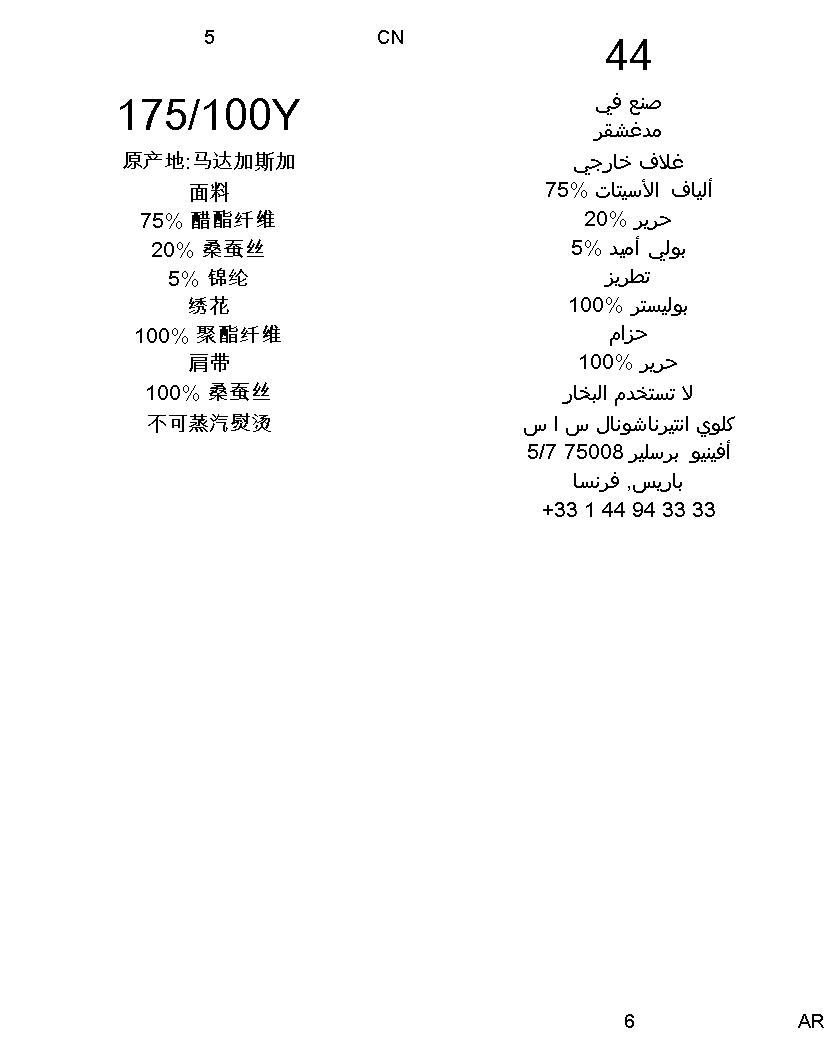 5
CN
175/100Y
原产地:马达加斯加
面料
75% 醋酯纤维
20% 桑蚕丝
5% 锦纶
绣花
100% 聚酯纤维
肩带
100% 桑蚕丝
不可蒸汽熨烫
44
صنع في
مدغشقر
غلاف خارجي
ألياف الأسيتات 75%
حرير 20%
بولي أميد 5%
تطريز
بوليستر 100%
حزام
حرير 100%
لا تستخدم البخار
كلوي انتيرناشونال س ا س
أفينيو برسلير 75008 5/7
باريس, فرنسا
+33 1 44 94 33 33
6
AR